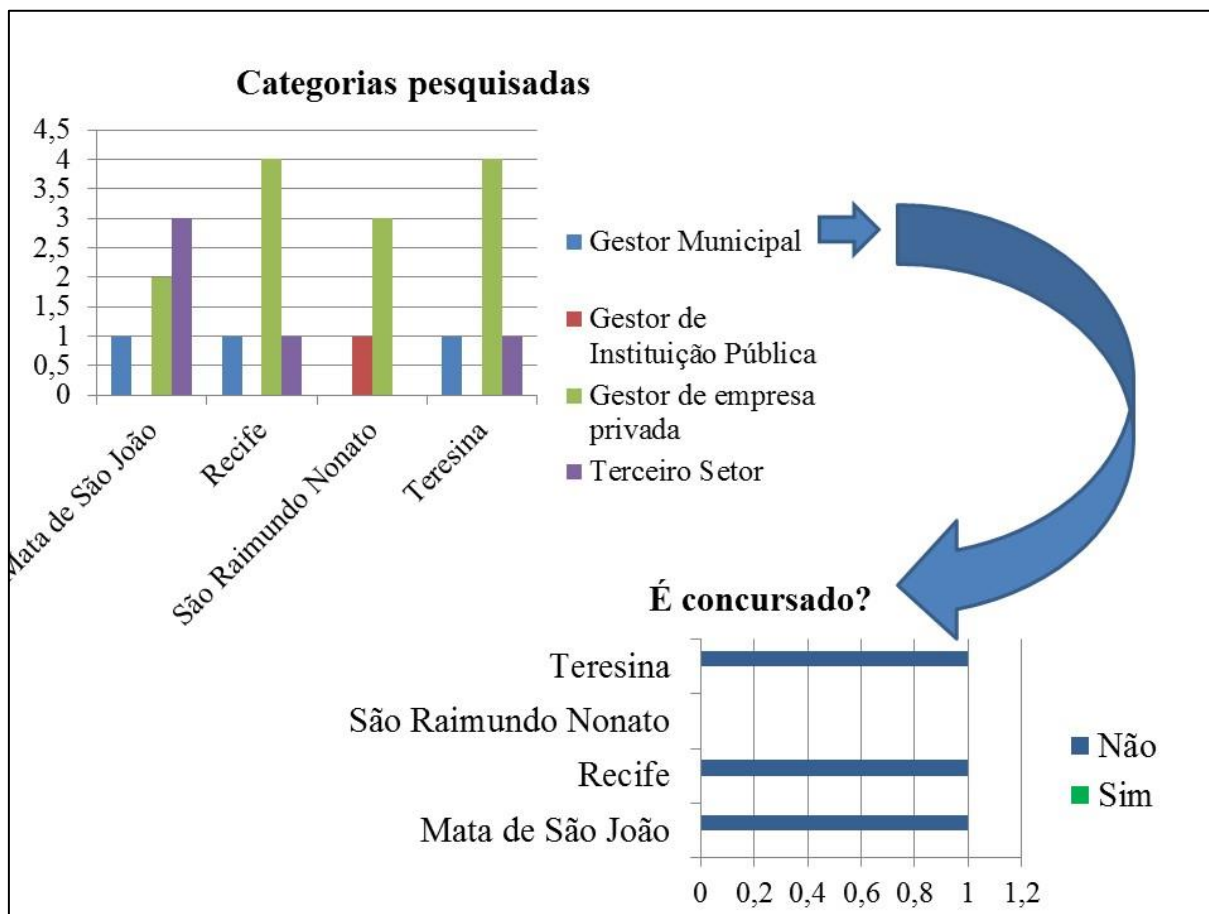 Categorias pesquisadas
4,5
4
3,5
3
2,5
2
1,5
1
0,5
0
Mata de São João
Recife
São Raimundo Nonato
Teresina
Gestor Municipal
Gestor de
Instituição Pública
Gestor de empresa
privada
Terceiro Setor
É concursado?
Teresina
São Raimundo Nonato
Recife
Mata de São João
0 0,2 0,4 0,6 0,8 1 1,2
Não
Sim